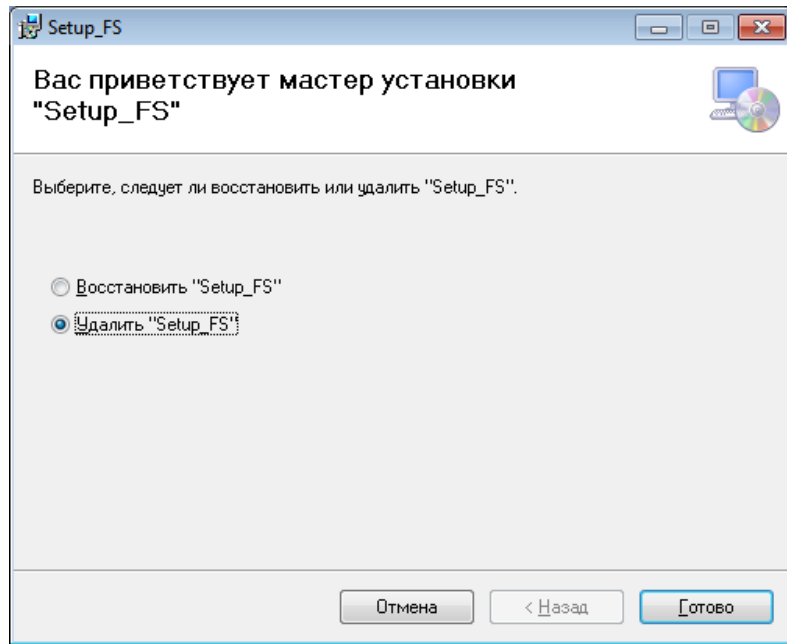 Setup_FS
Вас приветствует мастер установки
"Setup_FS"
Выберите, следует ли восстановить или удалить "Setup_FS".
Восстановить "Setup_FS"
Удалить "Setup_FS"
Отмена
< Назад
Готово